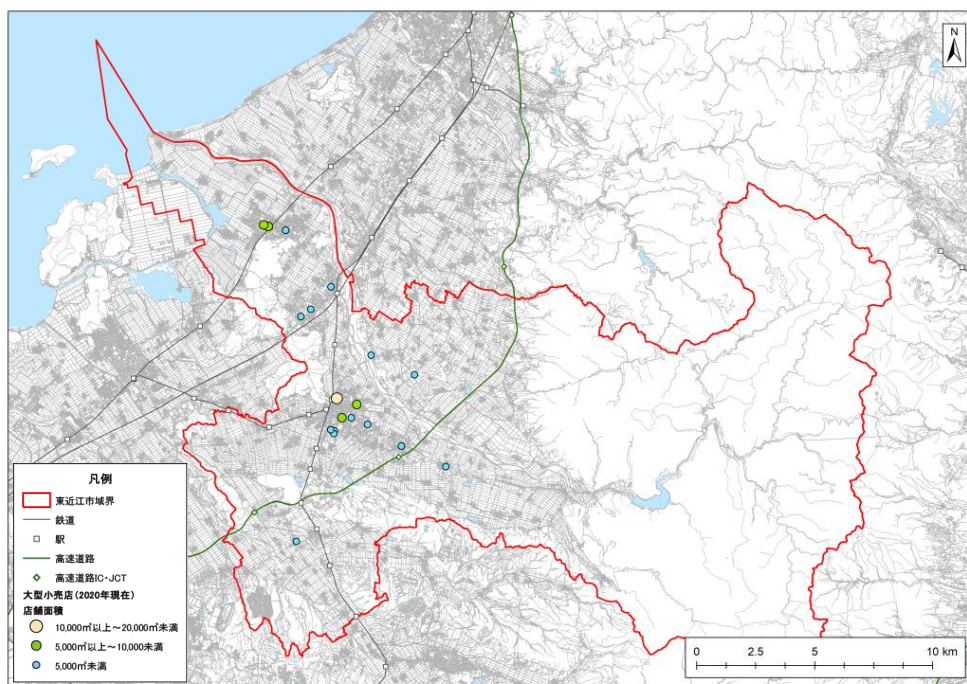 N
凡例
東近江市域界
鉄道
駅
高速道路
高速道路IC・JCT
大型小売店(2020年現在)
店舗面積
10,000㎡以上～20,000㎡未満
5,000㎡以上～10,000未満
5,000㎡未満
0 2.5 5 10 km